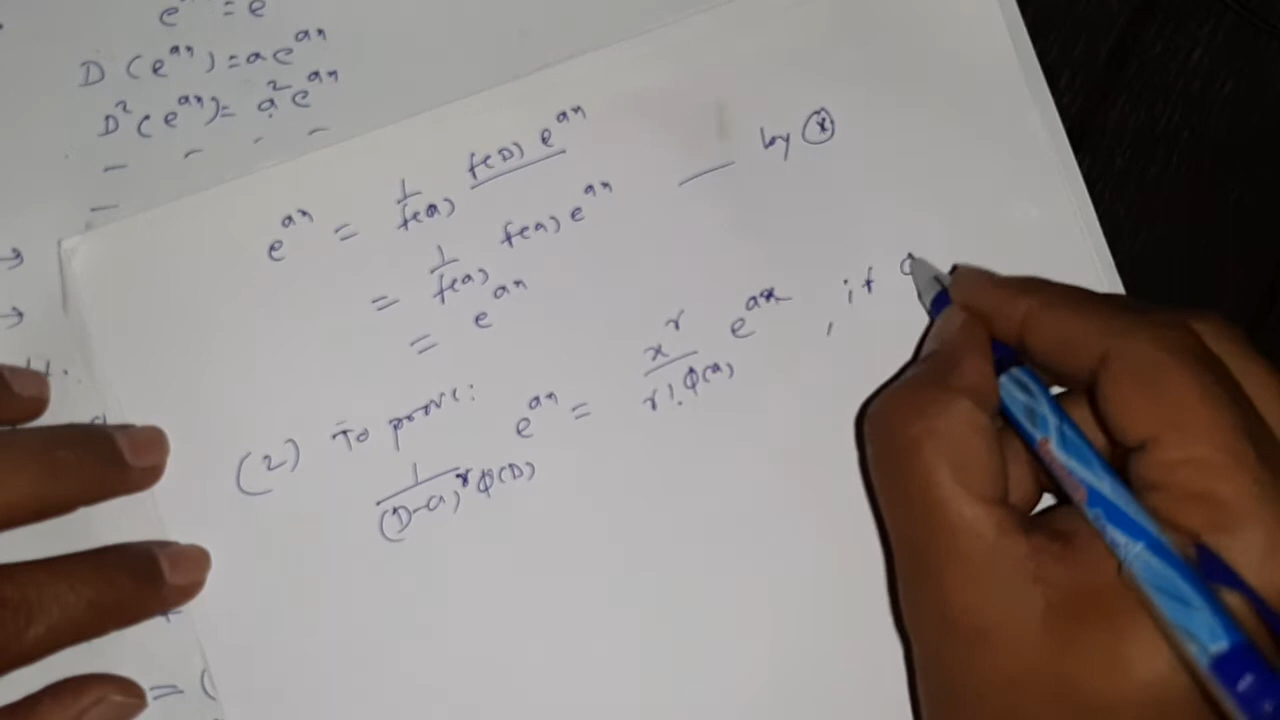 e = e
D (e^{ax}) = a e^{ax}
D²(e^{ax}) = a² e^{ax}
e^{ax} = 1/f(a) f(D) e^{ax} — by ⊛
= 1/f(a) f(a) e^{ax}
= e^{ax}
(2) To prove:
1/((D-a)^r φ(D)) e^{ax} = x^r/(r! φ(a)) e^{ax} , if
= (